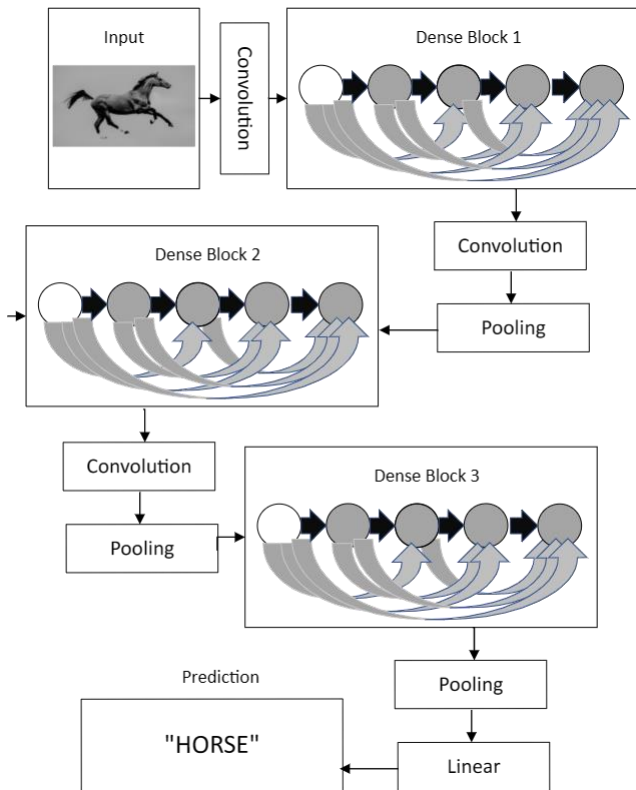 Input
Convolution
Dense Block 1
Convolution
Pooling
Dense Block 2
Convolution
Pooling
Dense Block 3
Pooling
Linear
Prediction
"HORSE"